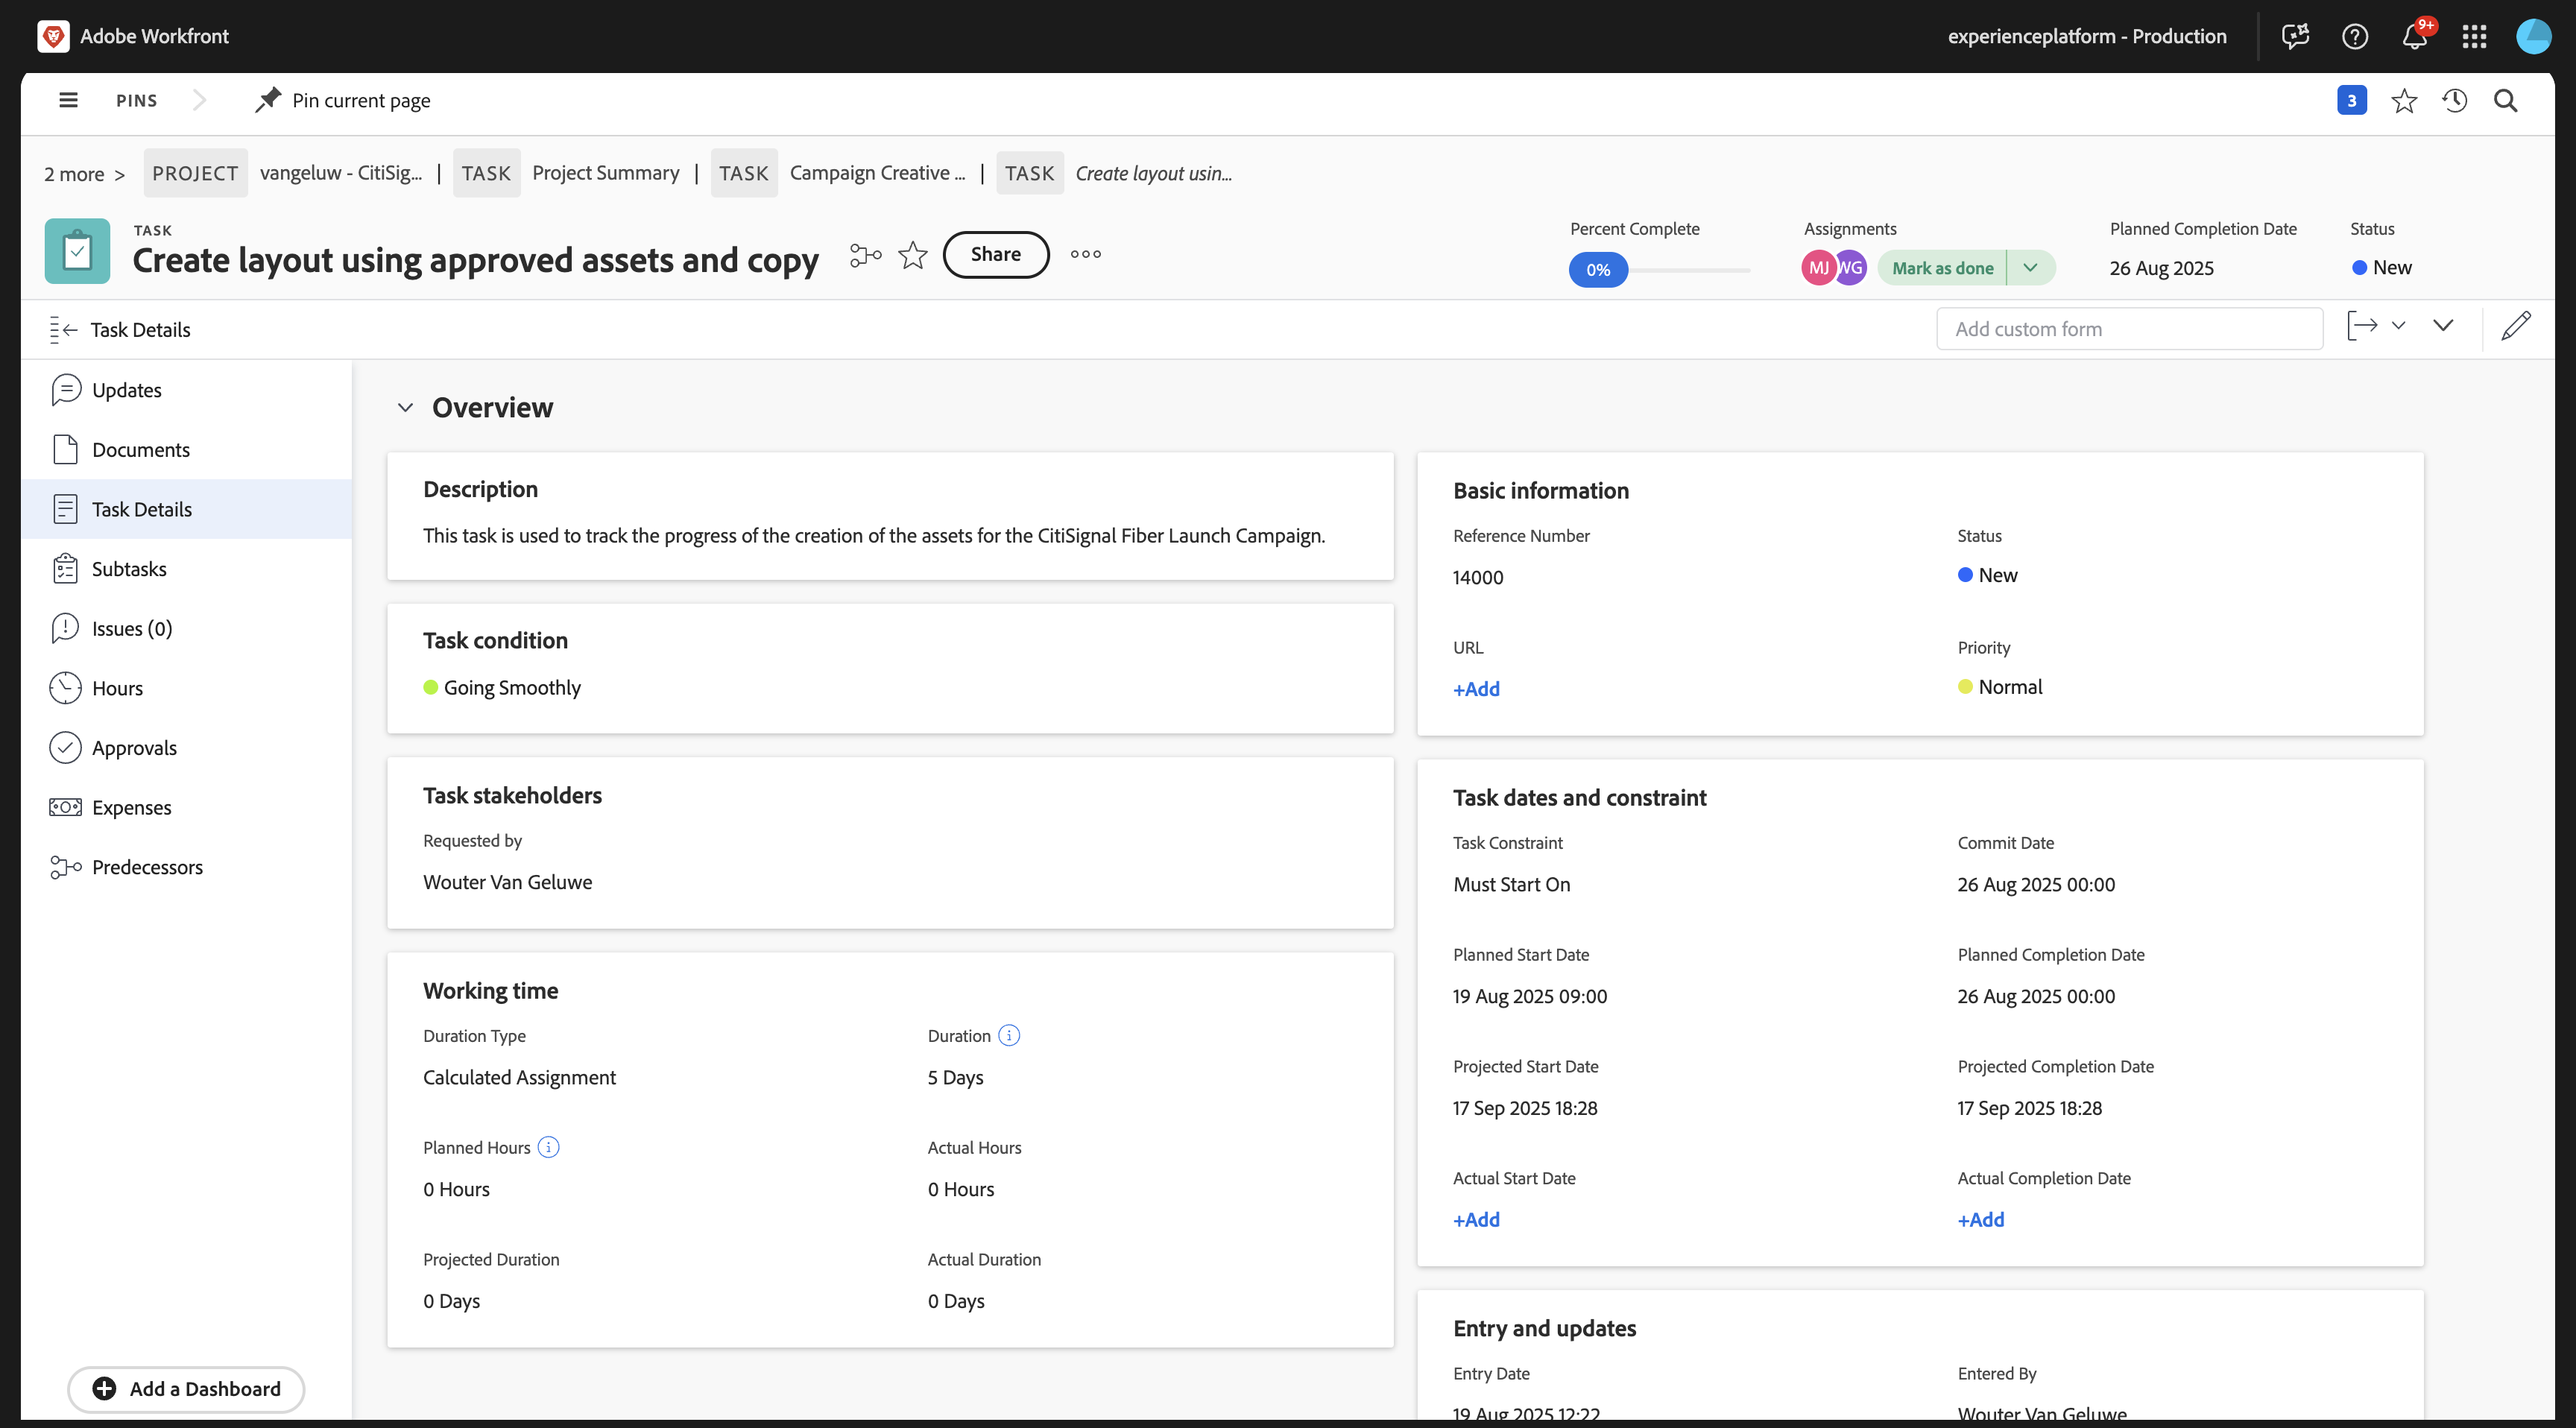 Adobe Workfront
experienceplatform - Production
9+
PINS
Pin current page
3
2 more >
PROJECT vangeluw - CitiSig... | TASK Project Summary | TASK Campaign Creative ... | TASK Create layout usin...
TASK
Create layout using approved assets and copy
Share
Percent Complete
0%
Assignments
MJ WG
Mark as done
Planned Completion Date
26 Aug 2025
Status
New
Task Details
Add custom form
Updates
Documents
Task Details
Subtasks
Issues (0)
Hours
Approvals
Expenses
Predecessors
Add a Dashboard
Overview
Description
This task is used to track the progress of the creation of the assets for the CitiSignal Fiber Launch Campaign.
Task condition
Going Smoothly
Task stakeholders
Requested by
Wouter Van Geluwe
Working time
Duration Type
Calculated Assignment
Duration
5 Days
Planned Hours
0 Hours
Actual Hours
0 Hours
Projected Duration
0 Days
Actual Duration
0 Days
Basic information
Reference Number
14000
Status
New
URL
+Add
Priority
Normal
Task dates and constraint
Task Constraint
Must Start On
Commit Date
26 Aug 2025 00:00
Planned Start Date
19 Aug 2025 09:00
Planned Completion Date
26 Aug 2025 00:00
Projected Start Date
17 Sep 2025 18:28
Projected Completion Date
17 Sep 2025 18:28
Actual Start Date
+Add
Actual Completion Date
+Add
Entry and updates
Entry Date
19 Aug 2025 12:22
Entered By
Wouter Van Geluwe